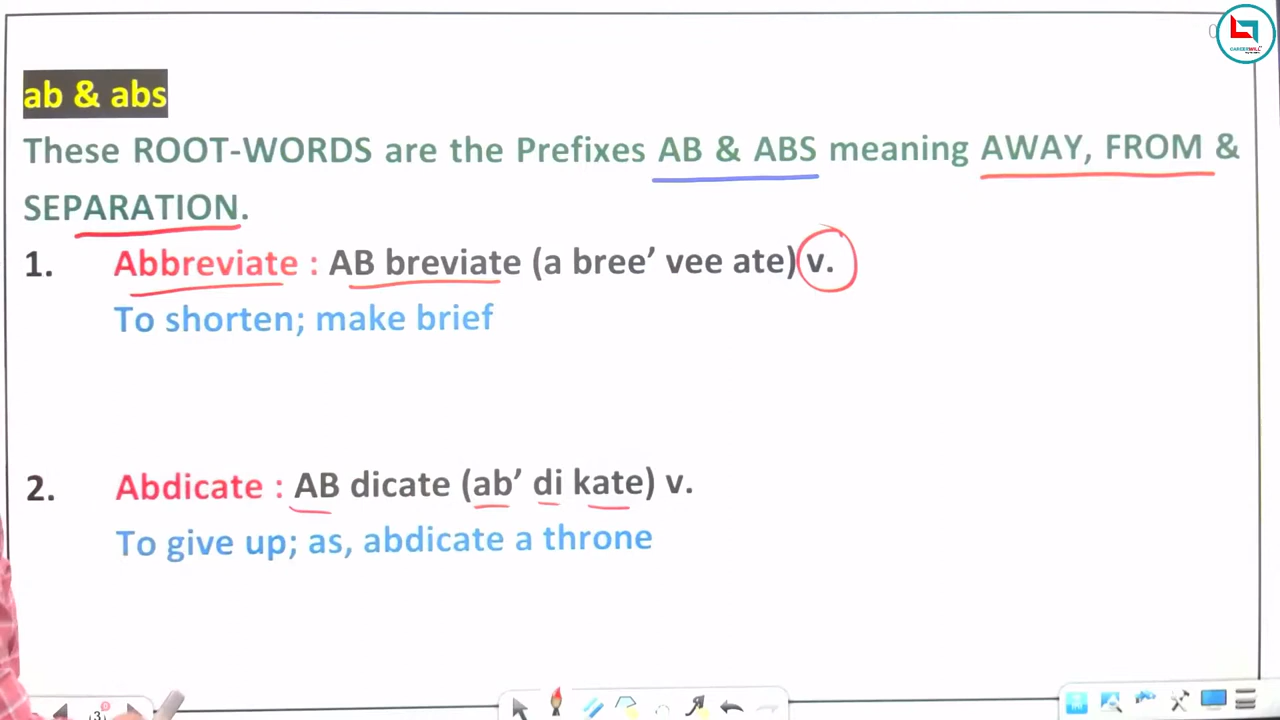 ab & abs
These ROOT-WORDS are the Prefixes AB & ABS meaning AWAY, FROM &
SEPARATION.
1. Abbreviate : AB breviate (a bree’ vee ate) v.
To shorten; make brief
2. Abdicate : AB dicate (ab’ di kate) v.
To give up; as, abdicate a throne
3